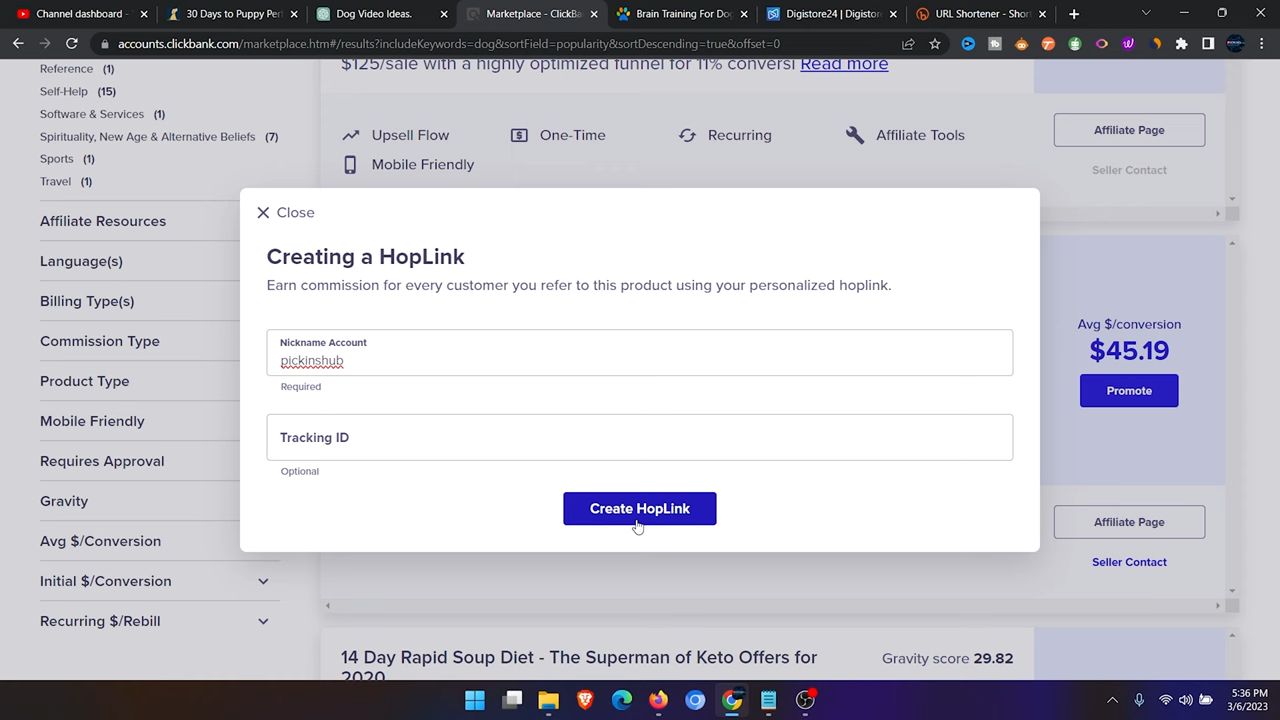 Channel dashboard - Y
30 Days to Puppy Perf
Dog Video Ideas.
Marketplace - ClickBa
Brain Training For Dog
Digistore24 | Digistore
URL Shortener - Short
accounts.clickbank.com/marketplace.htm#/results?includeKeywords=dog&sortField=popularity&sortDescending=true&offset=0
Reference (1)
Self-Help (15)
Software & Services (1)
Spirituality, New Age & Alternative Beliefs (7)
Sports (1)
Travel (1)
Affiliate Resources
Language(s)
Billing Type(s)
Commission Type
Product Type
Mobile Friendly
Requires Approval
Gravity
Avg $/Conversion
Initial $/Conversion
Recurring $/Rebill
$125/sale with a highly optimized funnel for 11% conversi Read more
Upsell Flow
One-Time
Recurring
Affiliate Tools
Mobile Friendly
Affiliate Page
Seller Contact
Close
Creating a HopLink
Earn commission for every customer you refer to this product using your personalized hoplink.
Nickname Account
pickinshub
Required
Tracking ID
Optional
Create HopLink
Avg $/conversion
$45.19
Promote
Affiliate Page
Seller Contact
14 Day Rapid Soup Diet - The Superman of Keto Offers for
2020
Gravity score 29.82
5:36 PM
3/6/2023